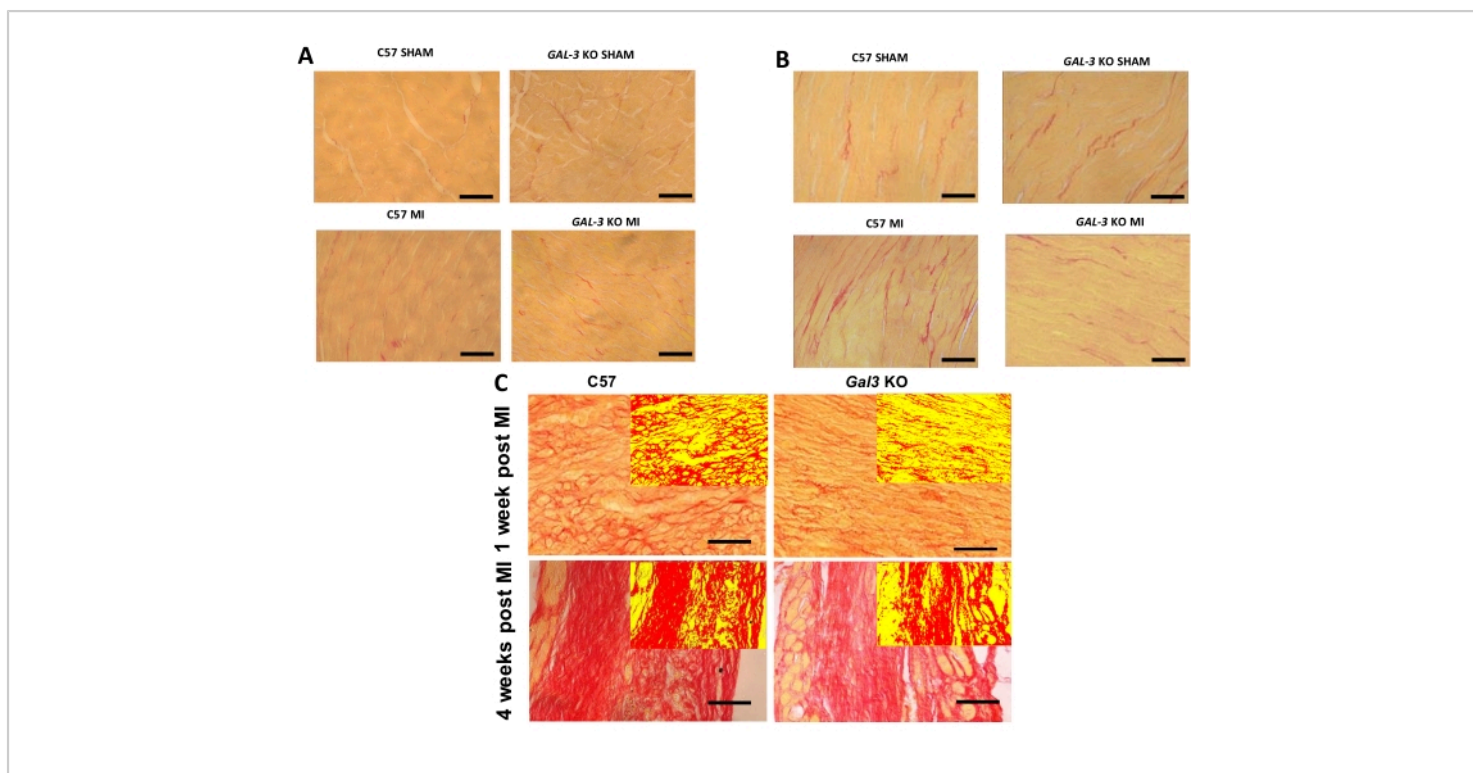 A
C57 SHAM
GAL-3 KO SHAM
C57 MI
GAL-3 KO MI
B
C57 SHAM
GAL-3 KO SHAM
C57 MI
GAL-3 KO MI
C
C57
Gal3 KO
1 week post MI
4 weeks post MI